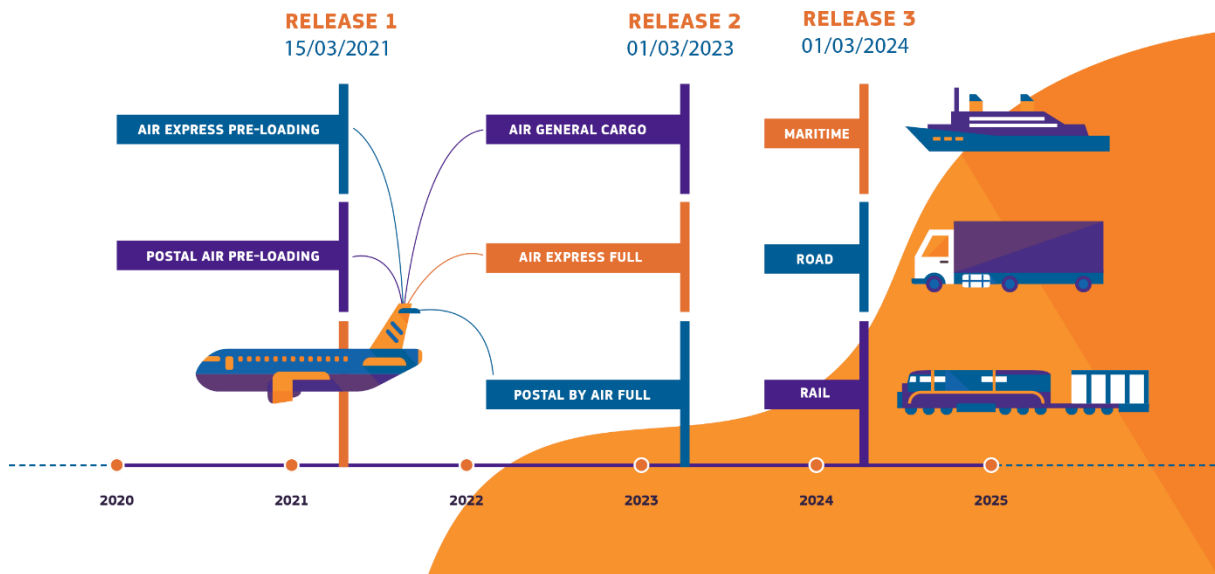 RELEASE 1
15/03/2021
RELEASE 2
01/03/2023
RELEASE 3
01/03/2024
AIR EXPRESS PRE-LOADING
AIR GENERAL CARGO
MARITIME
POSTAL AIR PRE-LOADING
AIR EXPRESS FULL
ROAD
POSTAL BY AIR FULL
RAIL
2020
2021
2022
2023
2024
2025